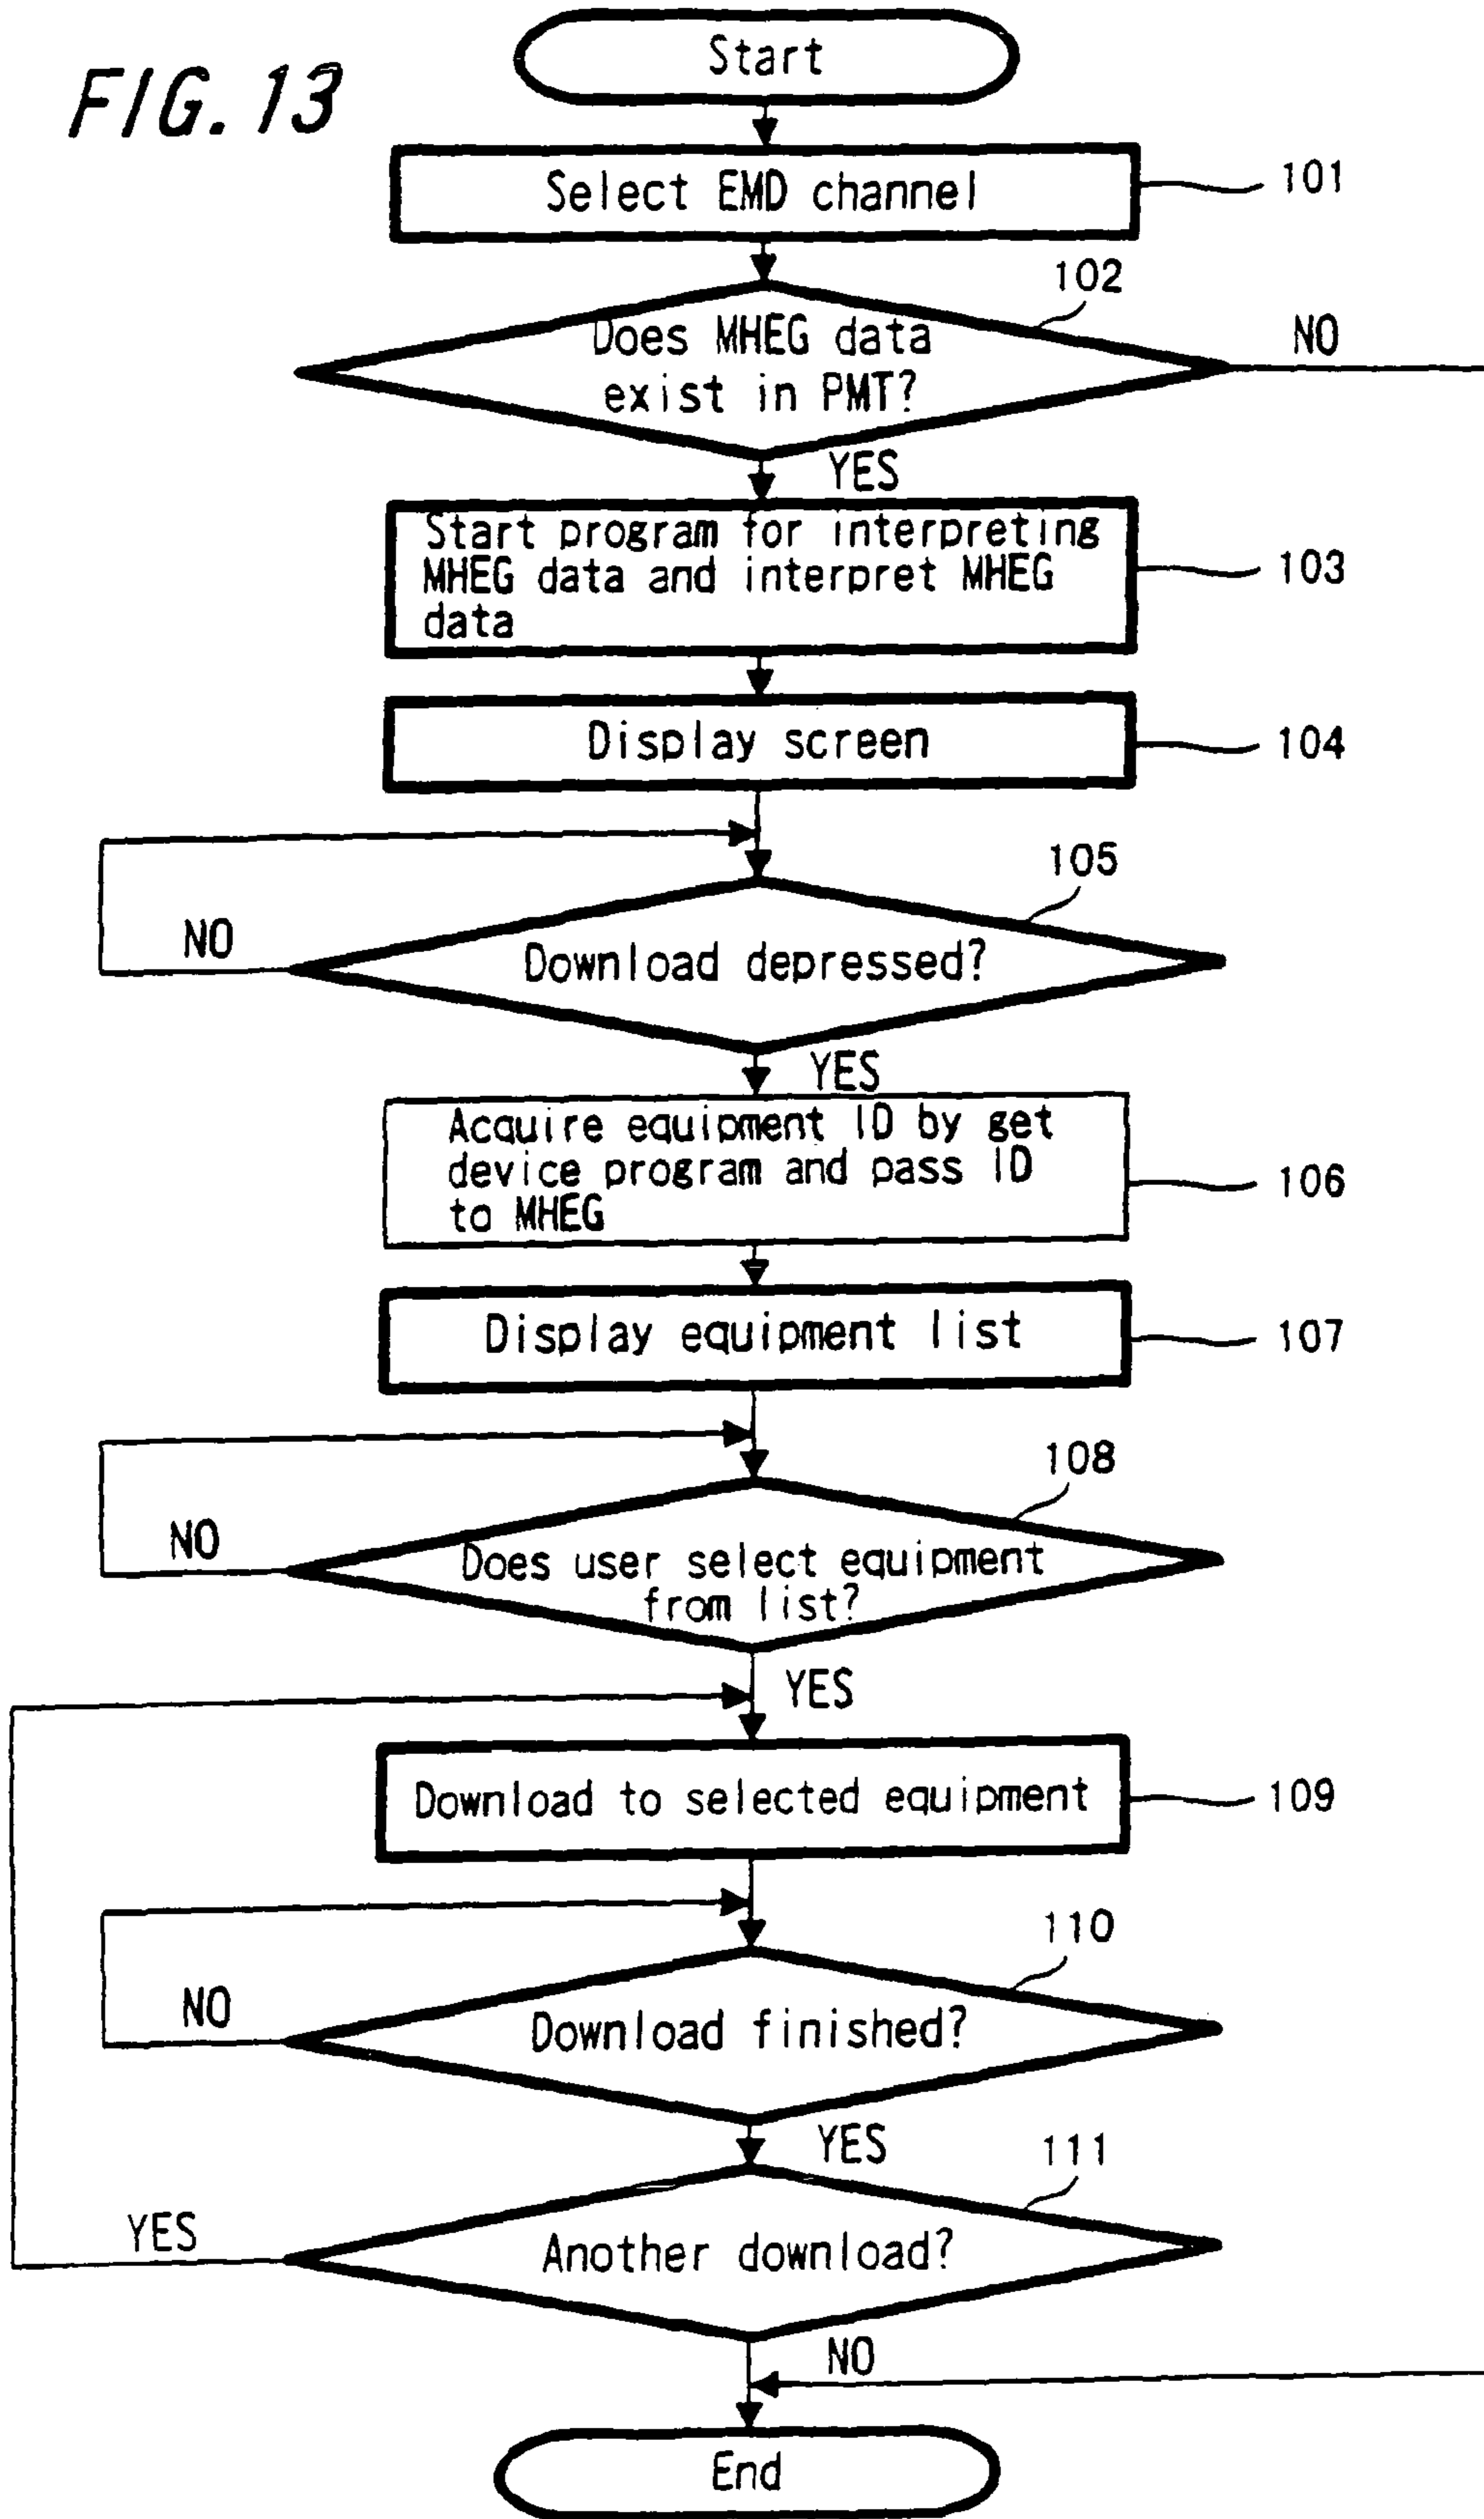 FIG. 13
Start
Select EMD channel
101
102
Does MHEG data
exist in PMT?
NO
YES
Start program for interpreting
MHEG data and interpret MHEG
data
103
Display screen
104
105
NO
Download depressed?
YES
Acquire equipment ID by get
device program and pass ID
to MHEG
106
Display equipment list
107
108
NO
Does user select equipment
from list?
YES
Download to selected equipment
109
110
NO
Download finished?
YES
111
YES
Another download?
NO
End